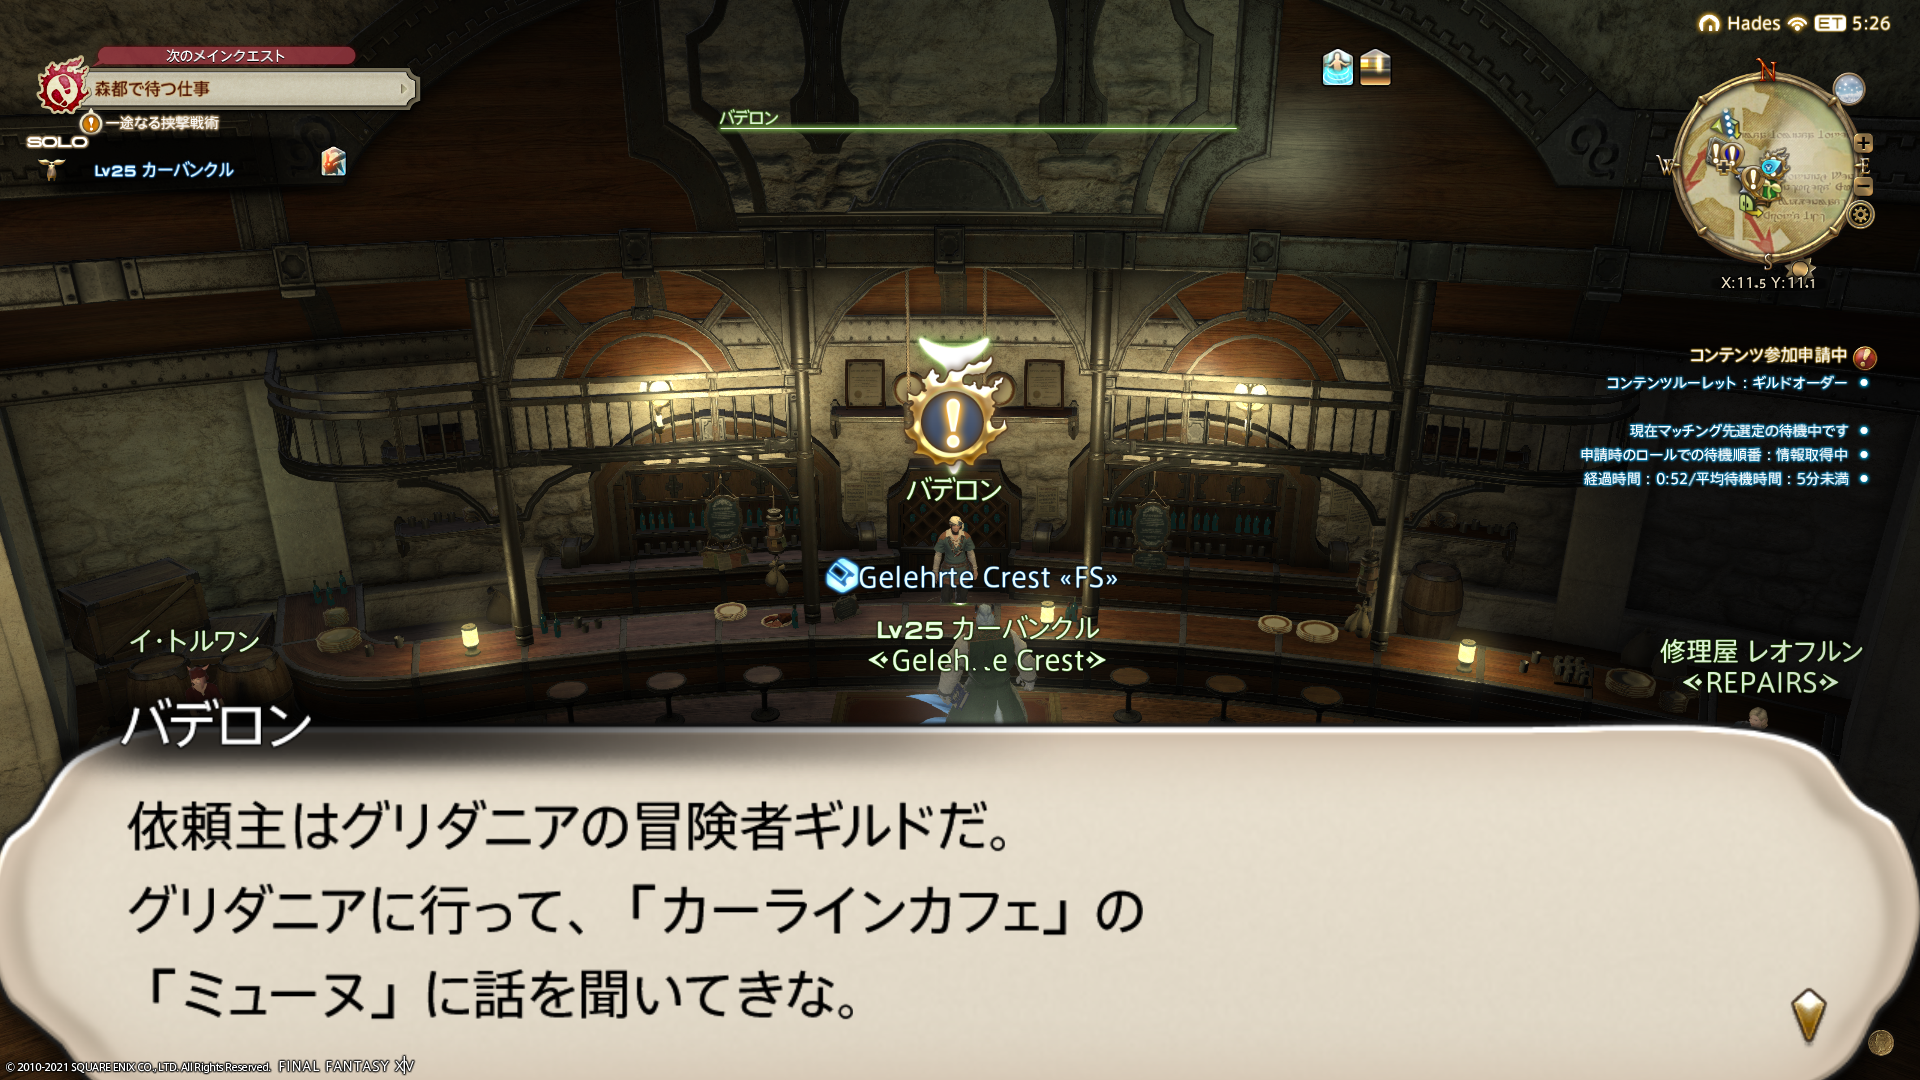 Hades ET 5:26
次のメインクエスト
森都で待つ仕事
一途なる挟撃戦術
SOLO
Lv25 カーバンクル
バデロン
N
W
E
S
X:11.5 Y:11.1
コンテンツ参加申請中
コンテンツルーレット：ギルドオーダー
現在マッチング先選定の待機中です
申請時のロールでの待機順番：情報取得中
経過時間：0:52/平均待機時間：5分未満
バデロン
Gelehrte Crest «FS»
Lv25 カーバンクル
<Geleh...e Crest>
イ・トルワン
修理屋 レオフルン
<REPAIRS>
バデロン
依頼主はグリダニアの冒険者ギルドだ。
グリダニアに行って、「カーラインカフェ」の
「ミューヌ」に話を聞いてきな。
© 2010-2021 SQUARE ENIX CO., LTD. All Rights Reserved. FINAL FANTASY XIV